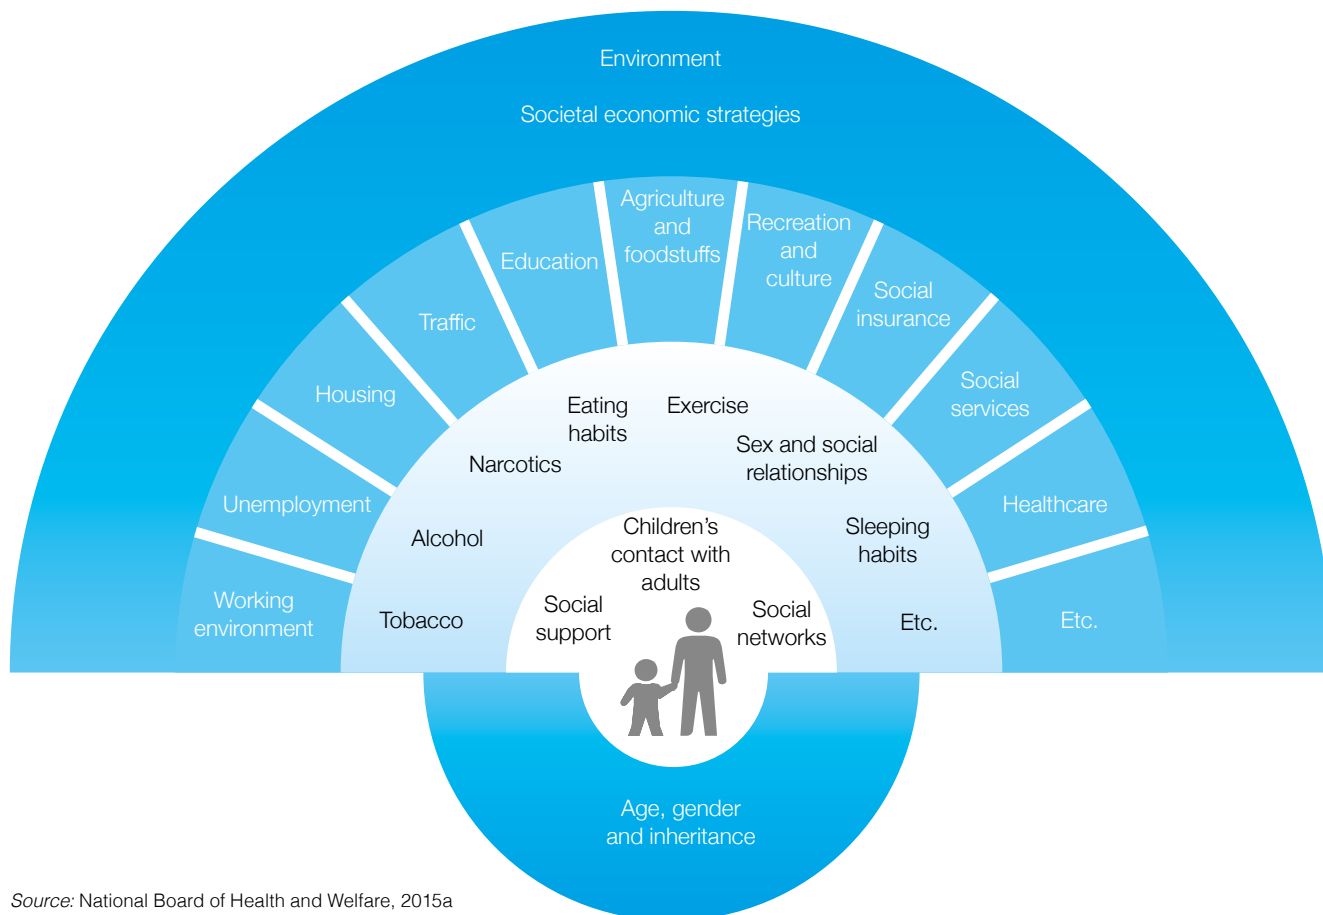 Environment
Societal economic strategies
Agriculture
and
foodstuffs
Recreation
and
culture
Education
Social
insurance
Traffic
Social
services
Housing
Healthcare
Unemployment
Etc.
Working
environment
Eating
habits
Exercise
Sex and social
relationships
Narcotics
Sleeping
habits
Alcohol
Etc.
Tobacco
Children’s
contact with
adults
Social
support
Social
networks
Age, gender
and inheritance
Source: National Board of Health and Welfare, 2015a